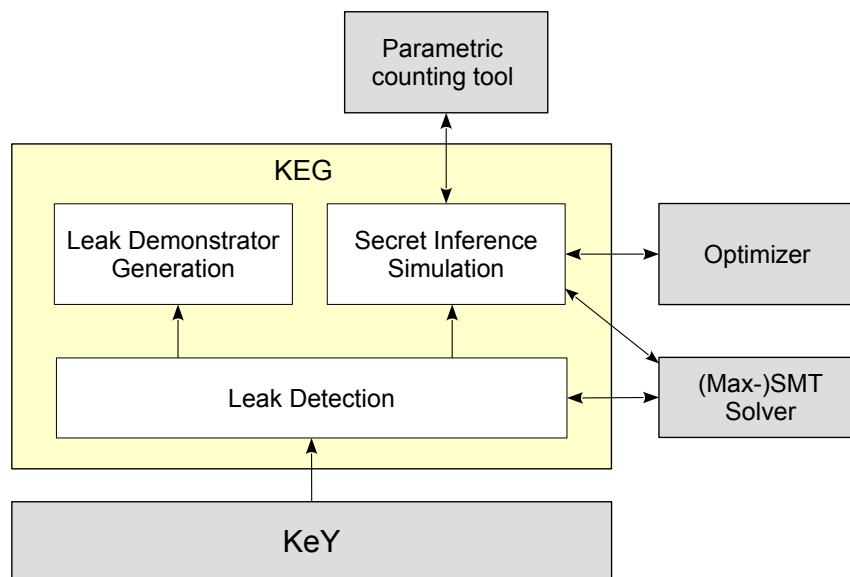 Parametric
counting tool
KEG
Leak Demonstrator
Generation
Secret Inference
Simulation
Optimizer
Leak Detection
(Max-)SMT
Solver
KeY